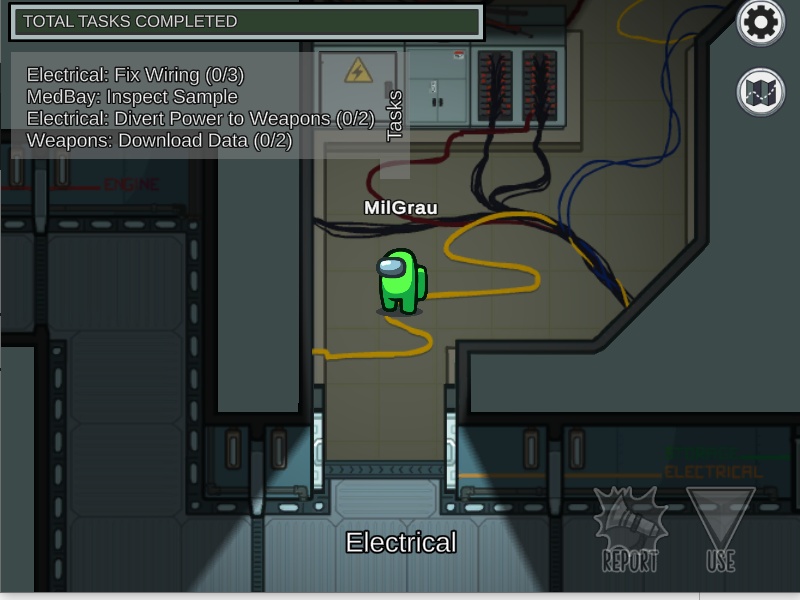 TOTAL TASKS COMPLETED
Electrical: Fix Wiring (0/3)
MedBay: Inspect Sample
Electrical: Divert Power to Weapons (0/2)
Weapons: Download Data (0/2)
Tasks
ENGINE
MilGrau
ELECTRICAL
Electrical
REPORT
USE